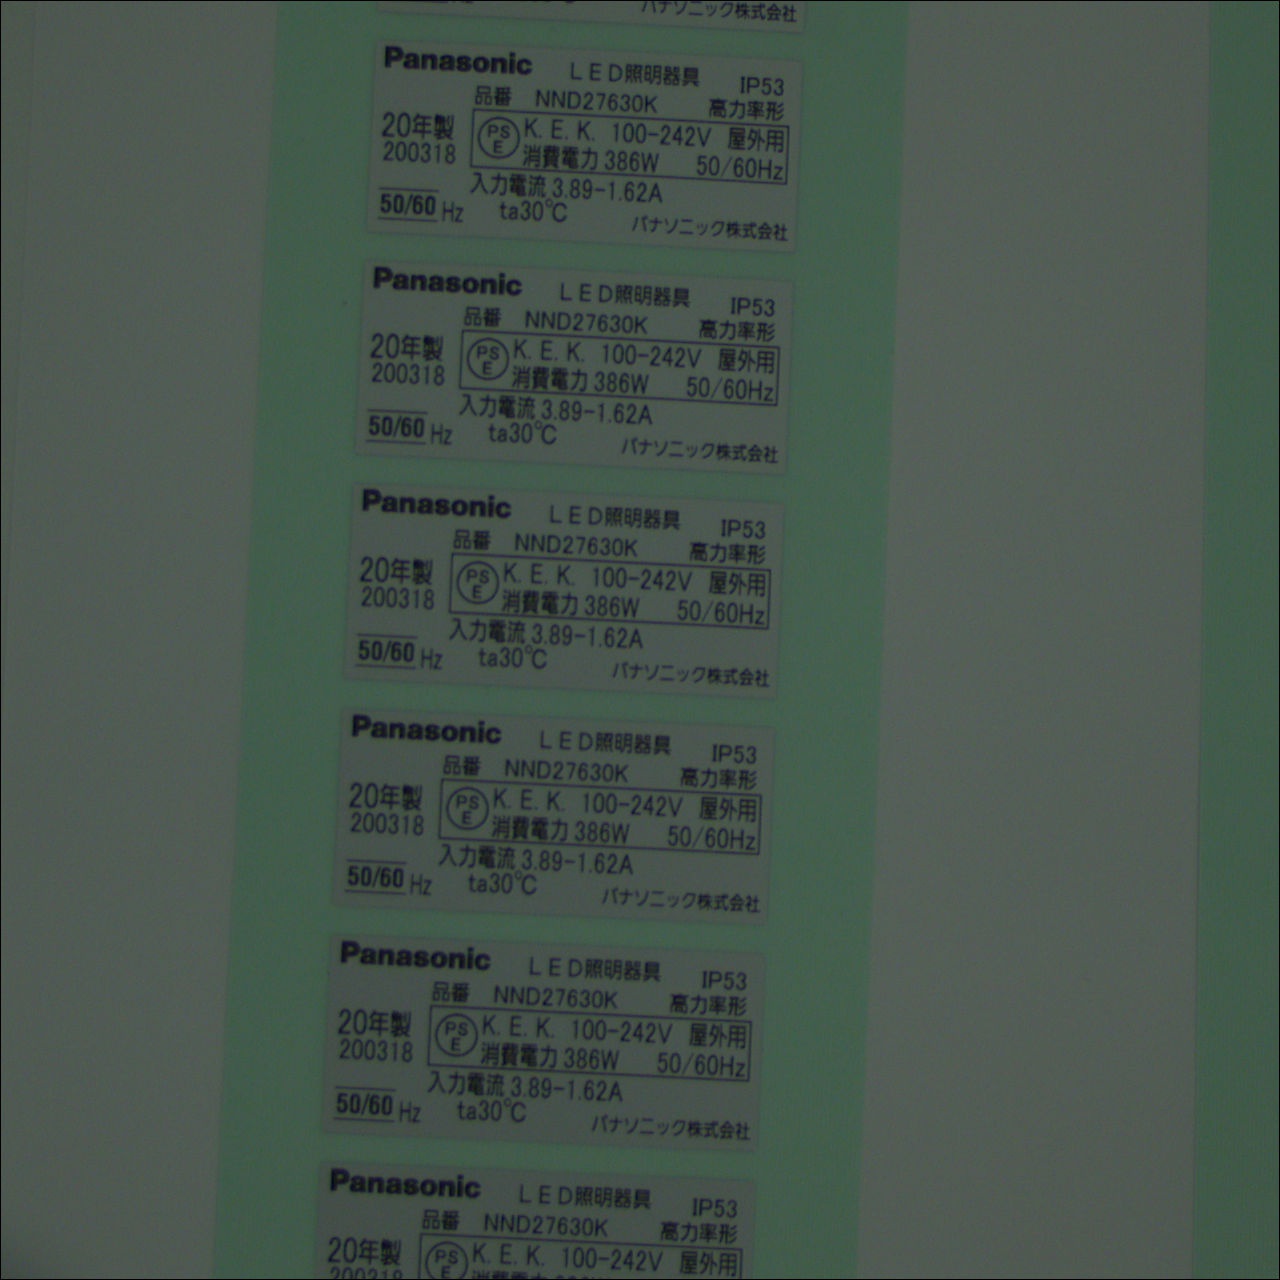 パナソニック株式会社
Panasonic LED照明器具 IP53
品番 NND27630K 高力率形
20年製 PS E K. E. K. 100-242V 屋外用
200318 消費電力 386W 50/60Hz
入力電流 3.89-1.62A
50/60 Hz ta30℃ パナソニック株式会社
Panasonic LED照明器具 IP53
品番 NND27630K 高力率形
20年製 PS E K. E. K. 100-242V 屋外用
200318 消費電力 386W 50/60Hz
入力電流 3.89-1.62A
50/60 Hz ta30℃ パナソニック株式会社
Panasonic LED照明器具 IP53
品番 NND27630K 高力率形
20年製 PS E K. E. K. 100-242V 屋外用
200318 消費電力 386W 50/60Hz
入力電流 3.89-1.62A
50/60 Hz ta30℃ パナソニック株式会社
Panasonic LED照明器具 IP53
品番 NND27630K 高力率形
20年製 PS E K. E. K. 100-242V 屋外用
200318 消費電力 386W 50/60Hz
入力電流 3.89-1.62A
50/60 Hz ta30℃ パナソニック株式会社
Panasonic LED照明器具 IP53
品番 NND27630K 高力率形
20年製 PS E K. E. K. 100-242V 屋外用
200318 消費電力 386W 50/60Hz
入力電流 3.89-1.62A
50/60 Hz ta30℃ パナソニック株式会社
Panasonic LED照明器具 IP53
品番 NND27630K 高力率形
20年製 PS E K. E. K. 100-242V 屋外用